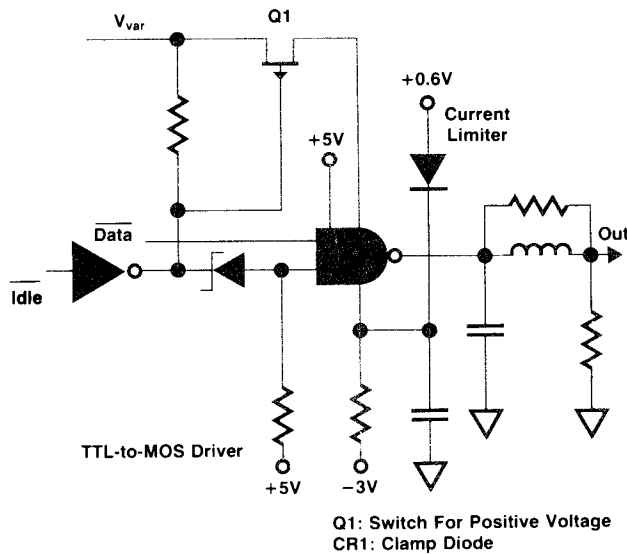 Q1
V_var
+0.6V
Current
Limiter
+5V
Data
Out
Idle
TTL-to-MOS Driver
+5V
−3V
Q1: Switch For Positive Voltage
CR1: Clamp Diode